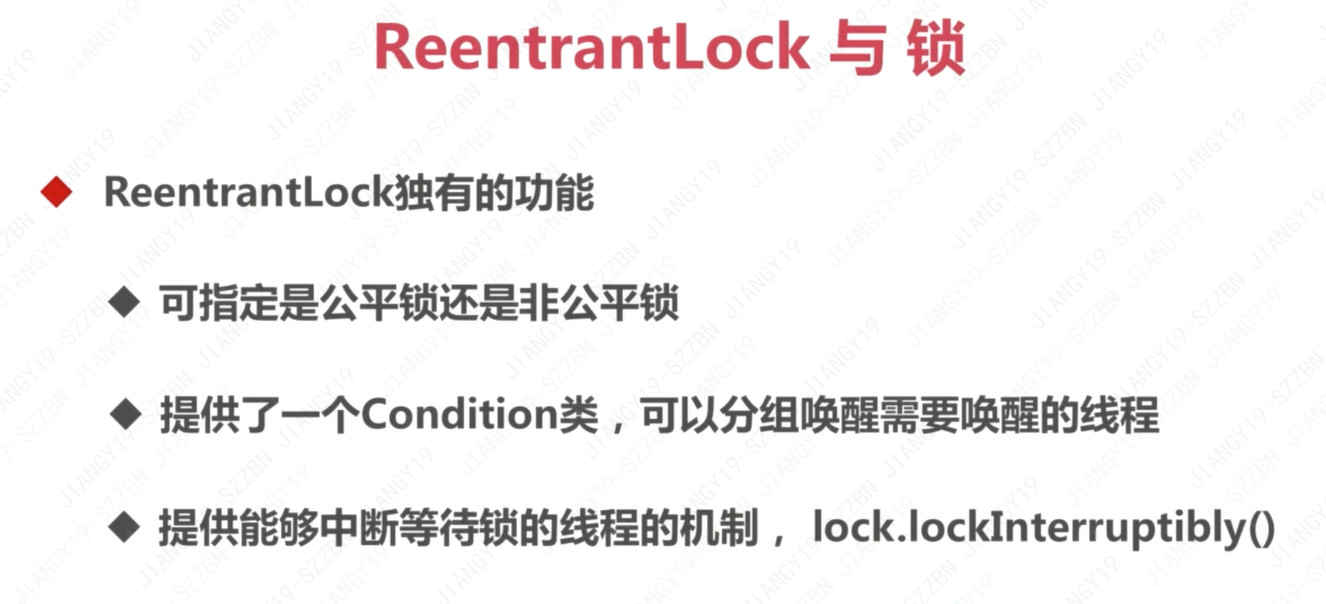 ReentrantLock 与 锁
ReentrantLock独有的功能
可指定是公平锁还是非公平锁
提供了一个Condition类，可以分组唤醒需要唤醒的线程
提供能够中断等待锁的线程的机制， lock.lockInterruptibly()
JIANGY19-SZZBN